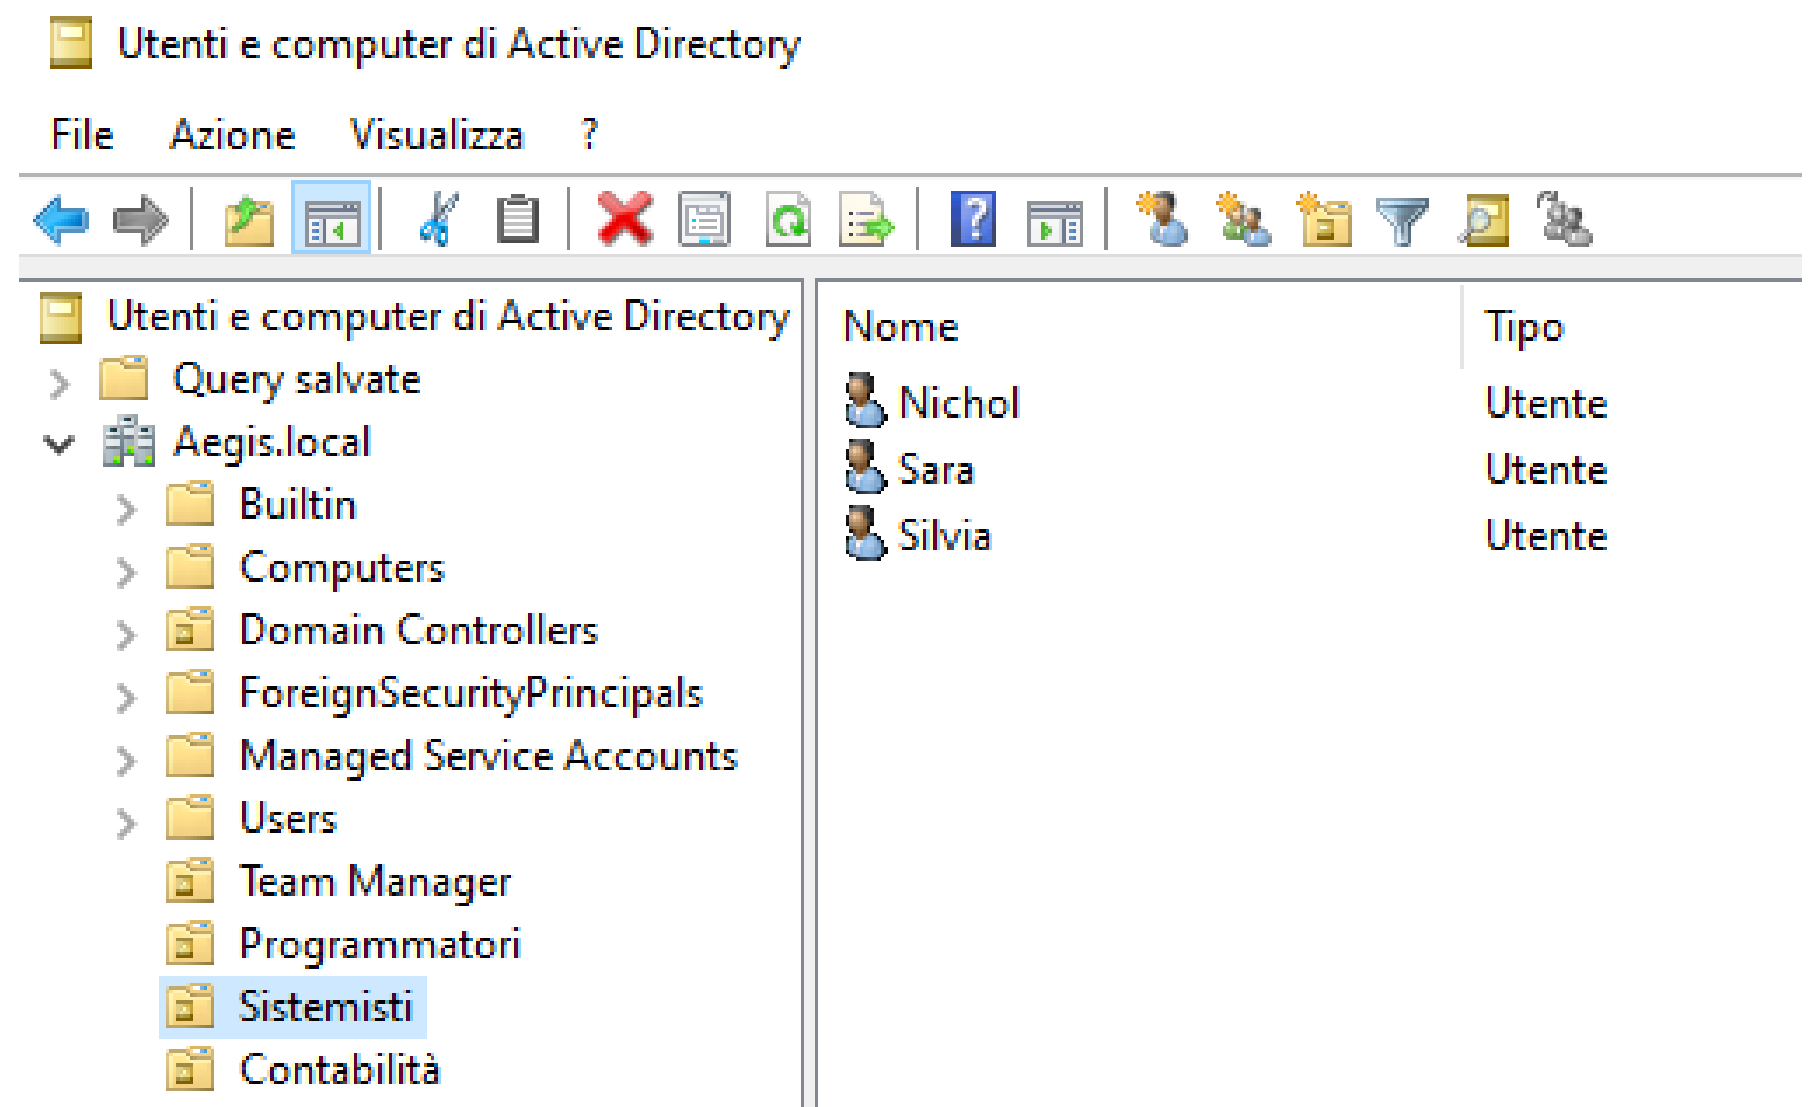 Utenti e computer di Active Directory
File Azione Visualizza ?
Utenti e computer di Active Directory
Query salvate
Aegis.local
Builtin
Computers
Domain Controllers
ForeignSecurityPrincipals
Managed Service Accounts
Users
Team Manager
Programmatori
Sistemisti
Contabilità
Nome Tipo
Nichol Utente
Sara Utente
Silvia Utente